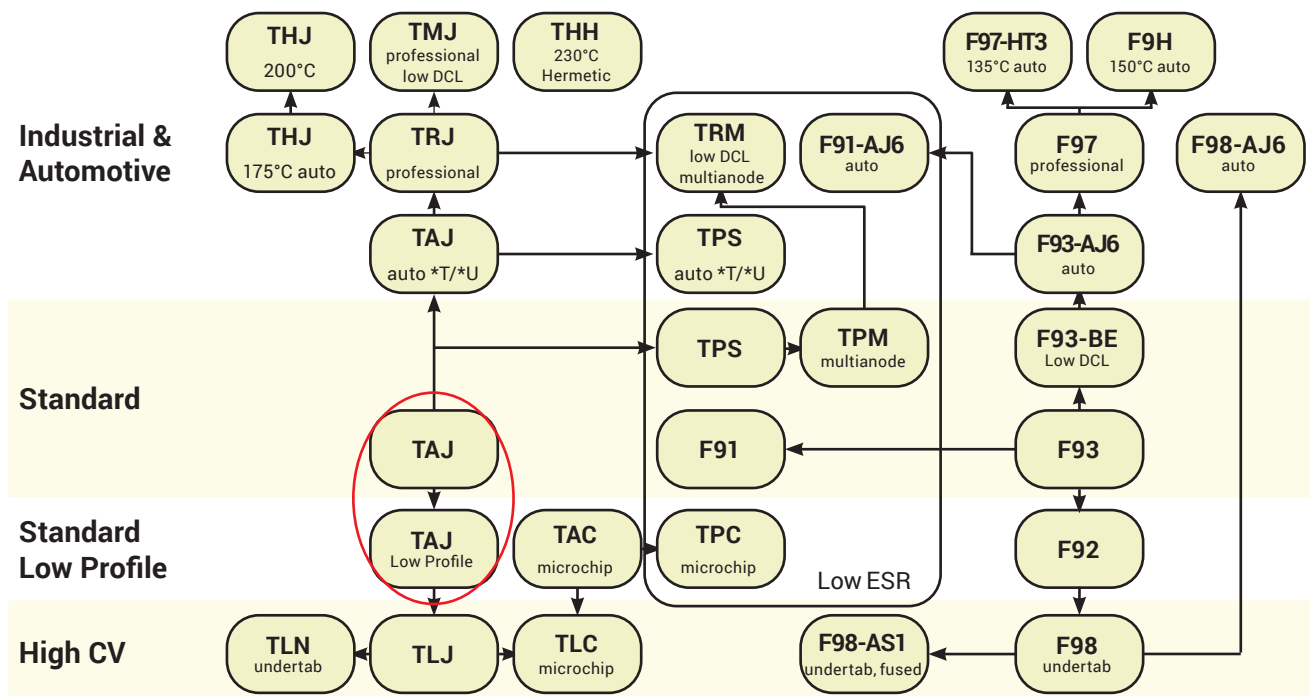 THJ
200°C
TMJ
professional
low DCL
THH
230°C
Hermetic
F97-HT3
135°C auto
F9H
150°C auto
Industrial &
Automotive
THJ
175°C auto
TRJ
professional
TRM
low DCL
multianode
F91-AJ6
auto
F97
professional
F98-AJ6
auto
TAJ
auto *T/*U
TPS
auto *T/*U
F93-AJ6
auto
Standard
TPS
TPM
multianode
F93-BE
Low DCL
TAJ
F91
F93
Standard
Low Profile
TAJ
Low Profile
TAC
microchip
TPC
microchip
Low ESR
F92
High CV
TLN
undertab
TLJ
TLC
microchip
F98-AS1
undertab, fused
F98
undertab